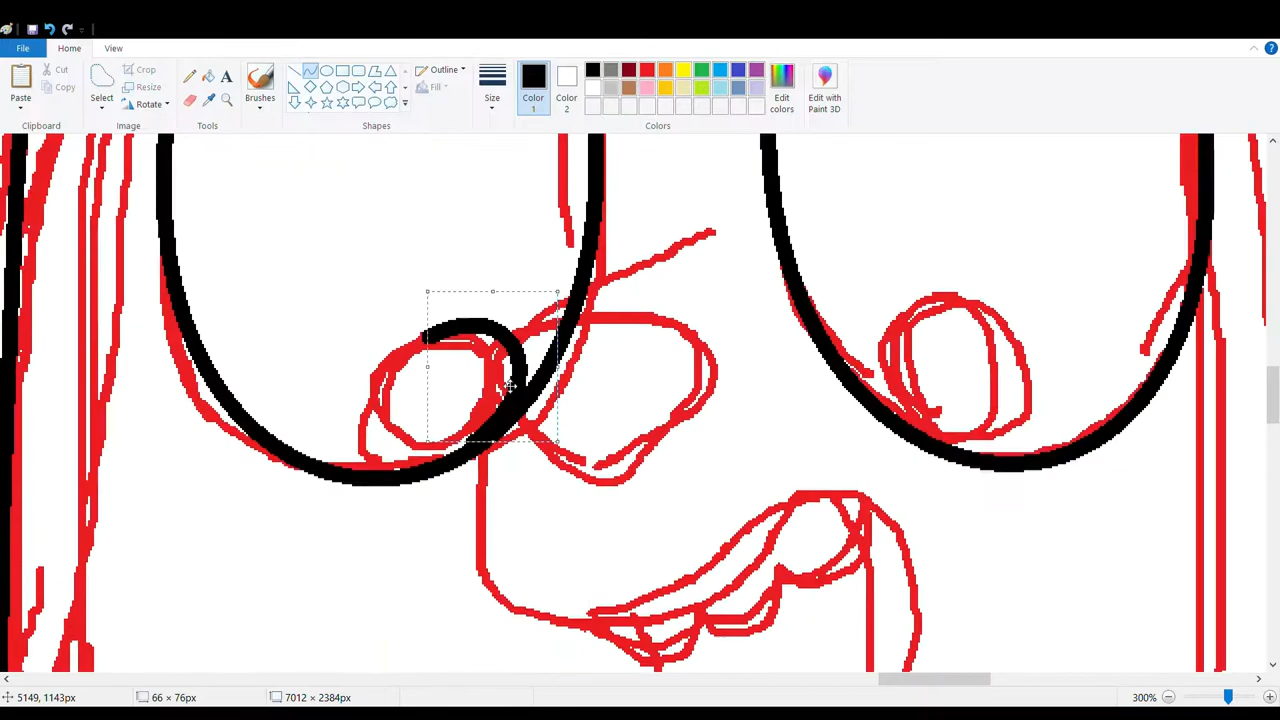 File Home View
Paste
Cut
Copy
Clipboard
Select
Crop
Resize
Rotate
Image
Tools
Brushes
Outline
Fill
Shapes
Size
Color
1
Color
2
Edit
colors
Colors
Edit with
Paint 3D
5149, 1143px 66 × 76px 7012 × 2384px 300%